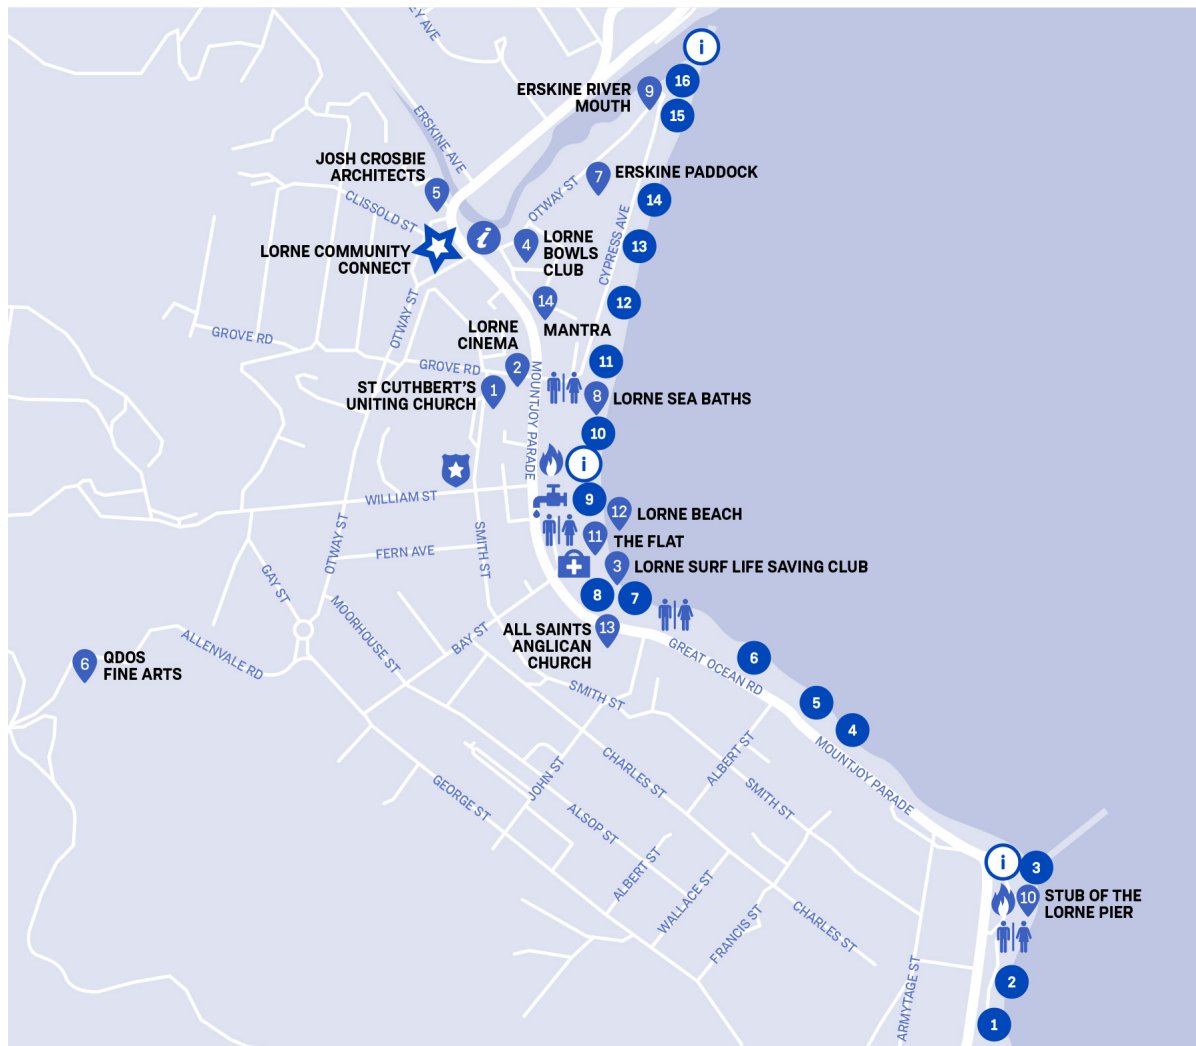 EY AVE
i
16
ERSKINE RIVER
MOUTH
9
15
ERSKINE AVE
JOSH CROSBIE
ARCHITECTS
5
7
ERSKINE PADDOCK
OTWAY ST
CLISSOLD ST
14
CYPRESS AVE
LORNE COMMUNITY
CONNECT
i
4
LORNE
BOWLS
CLUB
13
14
MANTRA
12
OTWAY ST
GROVE RD
LORNE
CINEMA
2
GROVE RD
11
ST CUTHBERT'S
UNITING CHURCH
1
MOUNTJOY PARADE
8
LORNE SEA BATHS
10
i
WILLIAM ST
9
12
LORNE BEACH
11
THE FLAT
OTWAY ST
FERN AVE
SMITH ST
3
LORNE SURF LIFE SAVING CLUB
8
7
GAY ST
MOORHOUSE ST
BAY ST
ALL SAINTS
ANGLICAN
CHURCH
13
ALLENVALE RD
6
QDOS
FINE ARTS
GREAT OCEAN RD
6
SMITH ST
5
4
MOUNTJOY PARADE
GEORGE ST
JOHN ST
CHARLES ST
ALBERT ST
SMITH ST
ALSOP ST
ALBERT ST
WALLACE ST
FRANCIS ST
CHARLES ST
ARMYTAGE ST
i
3
10
STUB OF THE
LORNE PIER
2
1